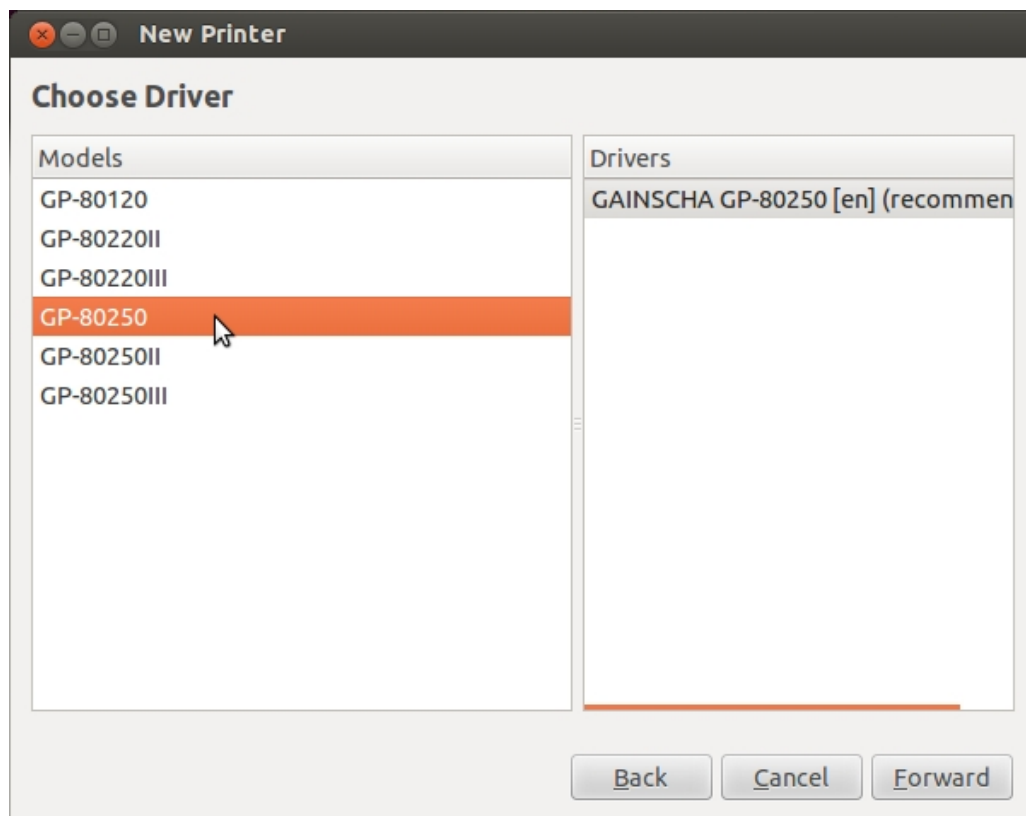 New Printer
Choose Driver
Models
GP-80120
GP-80220II
GP-80220III
GP-80250
GP-80250II
GP-80250III
Drivers
GAINSCHA GP-80250 [en] (recommen
Back
Cancel
Forward